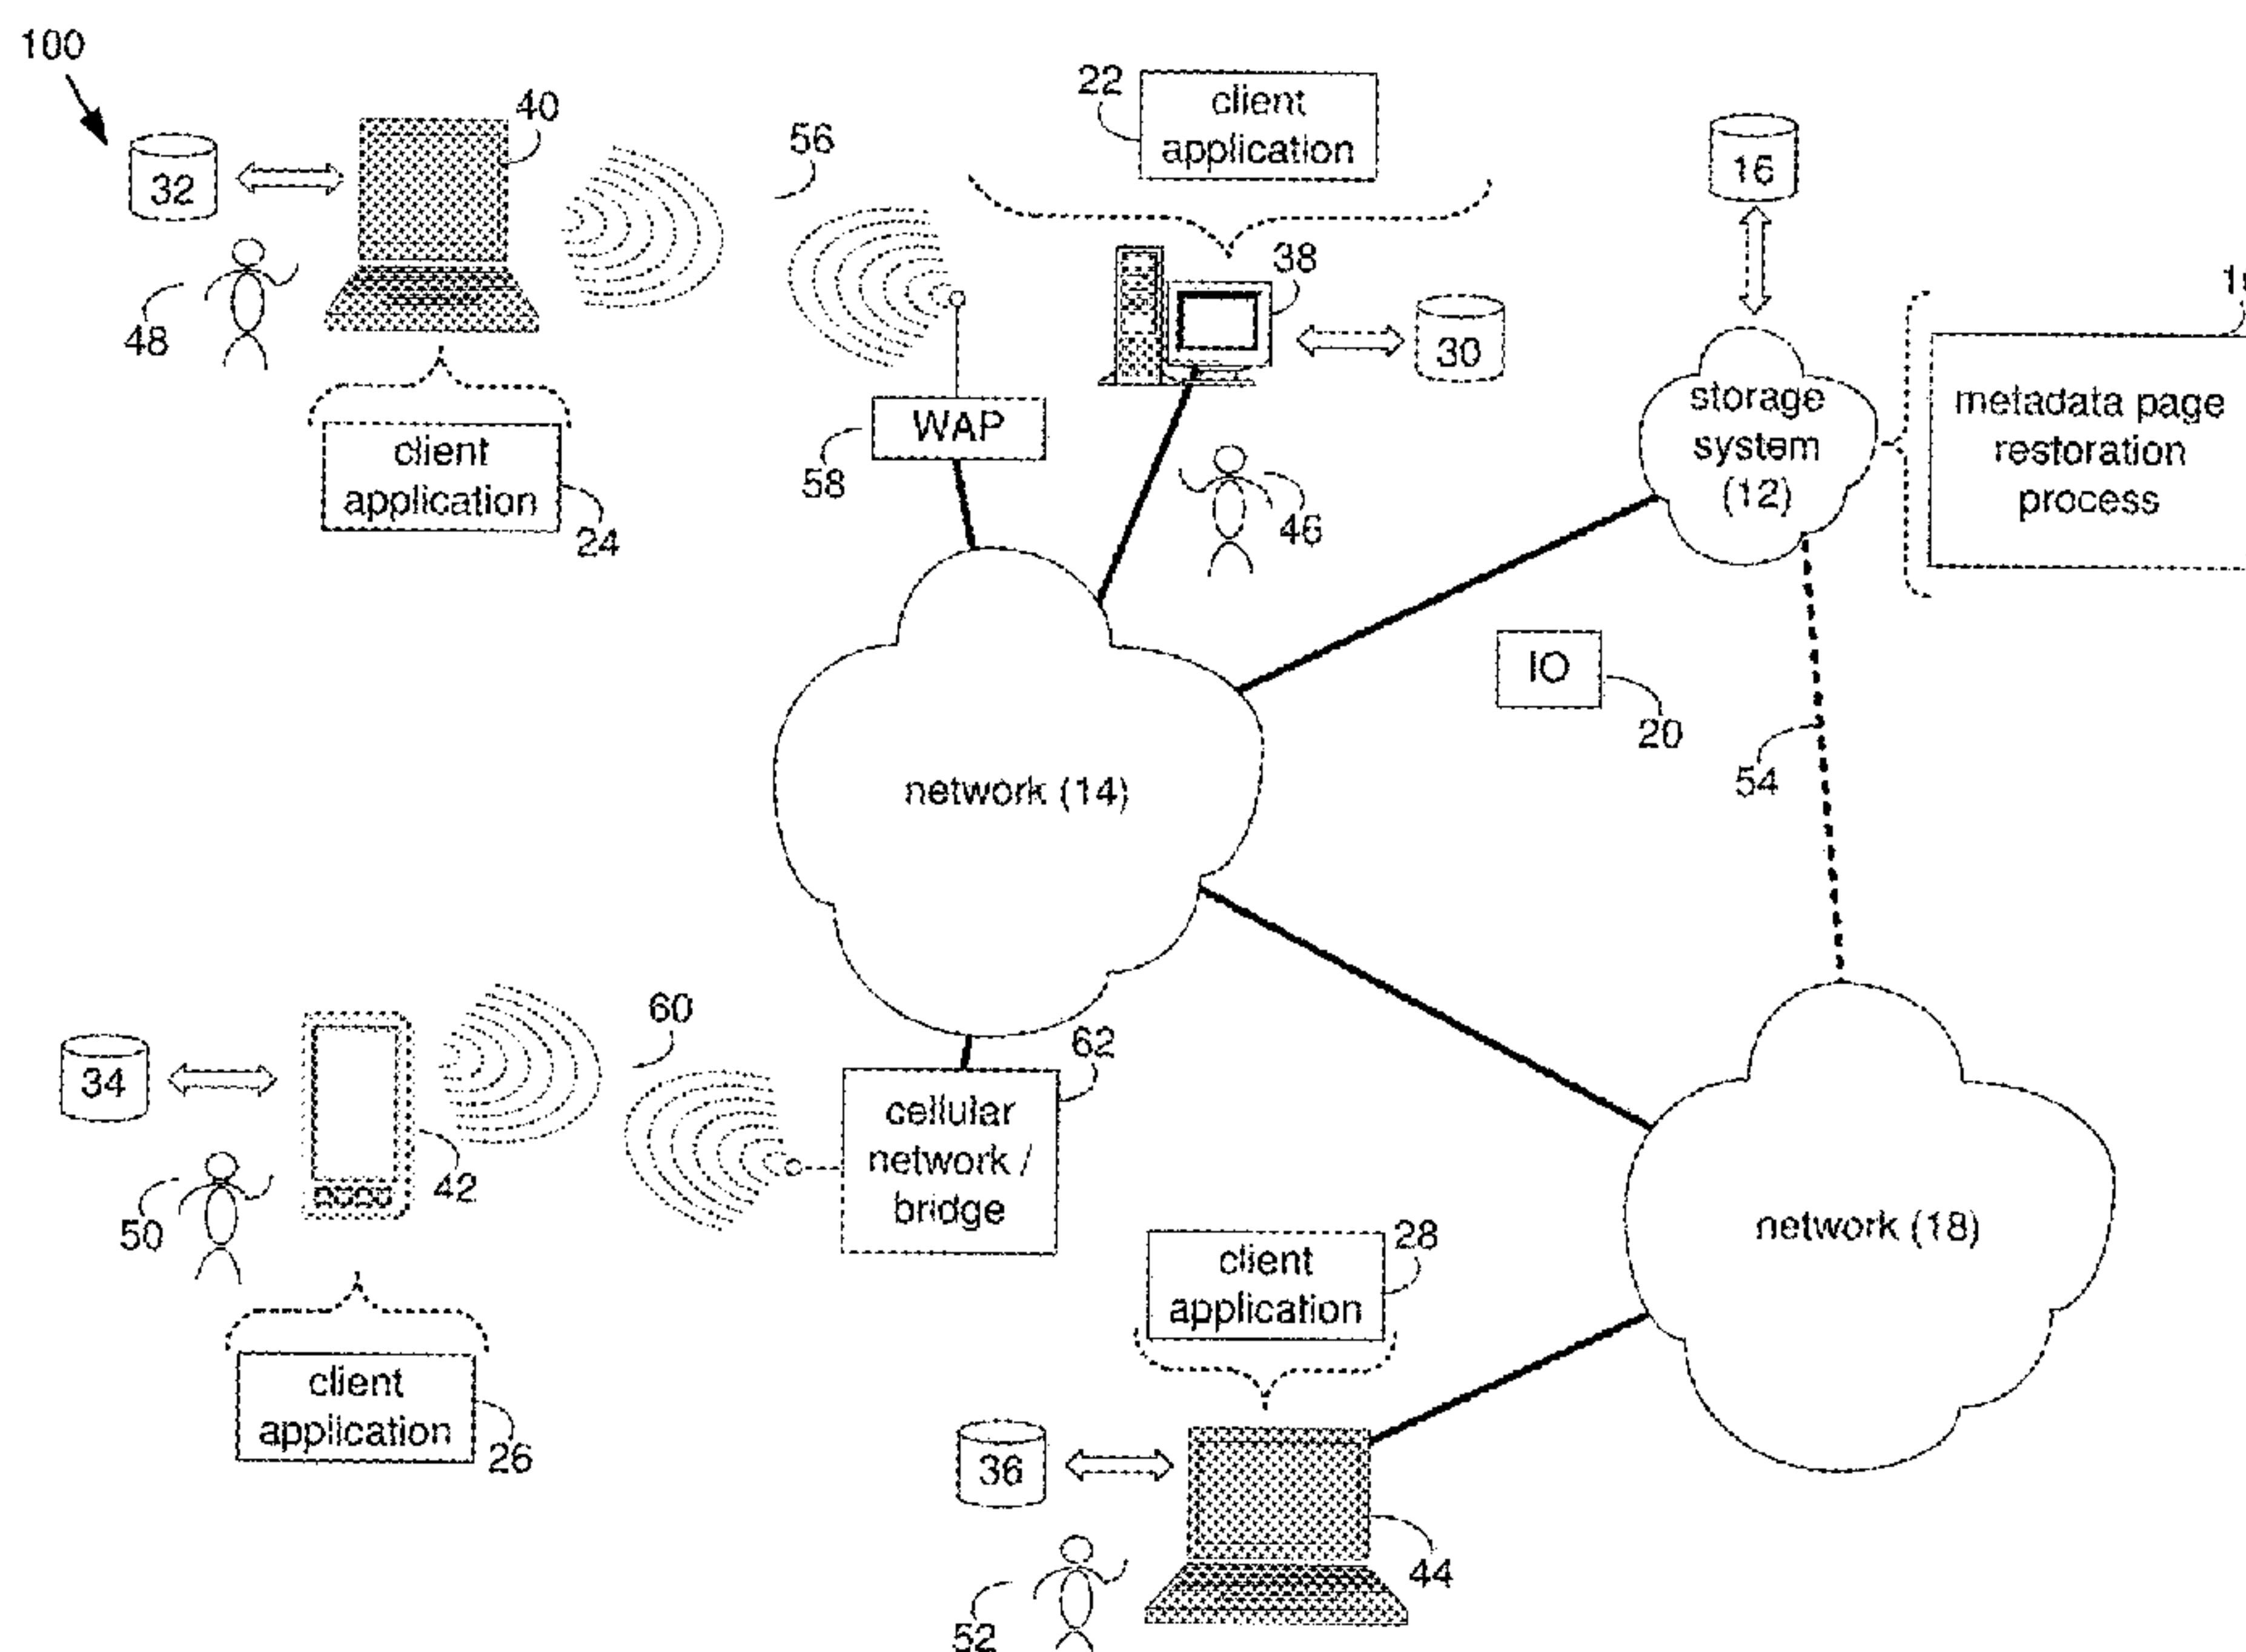 100
32
40
48
client
application
24
56
58
WAP
22
client
application
38
30
46
16
storage
system
(12)
metadata page
restoration
process
IO
20
54
network (14)
34
42
50
client
application
26
60
62
cellular
network /
bridge
network (18)
client
application
28
36
44
52